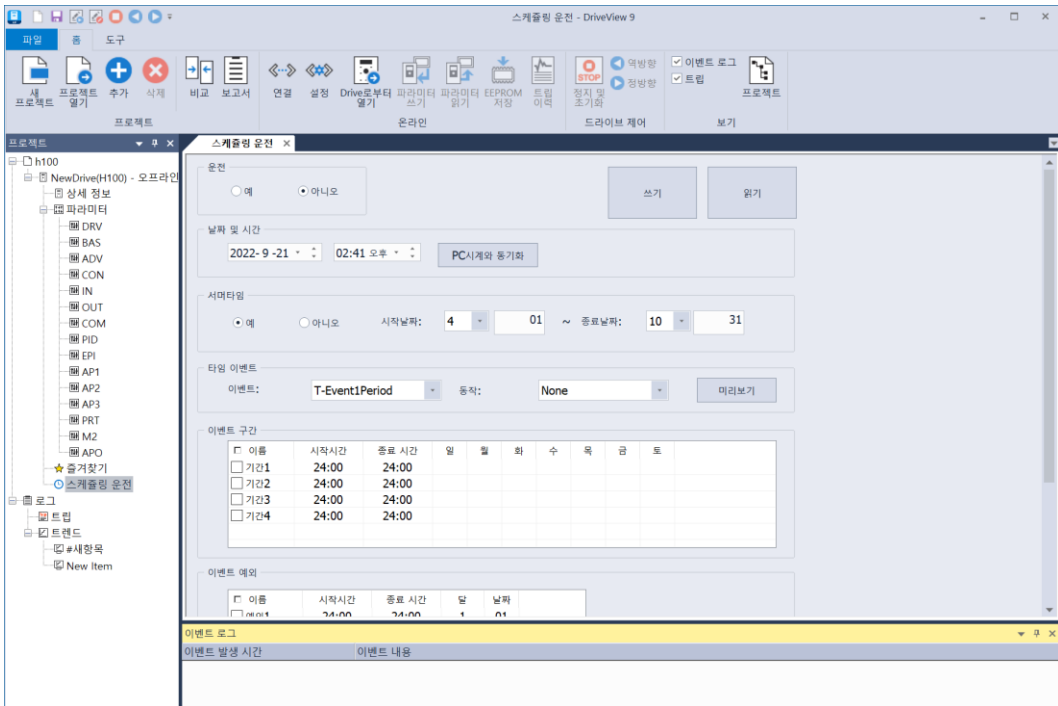 스케쥴링 운전 - DriveView 9
파일 홈 도구
새 프로젝트
프로젝트 열기
추가
삭제
비교
보고서
연결
설정
Drive로부터 열기
파라미터 쓰기
파라미터 읽기
EEPROM 저장
트립 이력
STOP
정지 및 초기화
역방향
정방향
이벤트 로그
트립
프로젝트
프로젝트 온라인 드라이브 제어 보기
프로젝트
h100
NewDrive(H100) - 오프라인
상세 정보
파라미터
DRV
BAS
ADV
CON
IN
OUT
COM
PID
EPI
AP1
AP2
AP3
PRT
M2
APO
즐겨찾기
스케쥴링 운전
로그
트립
트렌드
#새항목
New Item
스케쥴링 운전
운전
예 아니오
쓰기 읽기
날짜 및 시간
2022- 9 -21 02:41 오후 PC시계와 동기화
서머타임
예 아니오 시작날짜: 4 01 ~ 종료날짜: 10 31
타임 이벤트
이벤트: T-Event1Period 동작: None 미리보기
이벤트 구간
이름 시작시간 종료 시간 일 월 화 수 목 금 토
기간1 24:00 24:00
기간2 24:00 24:00
기간3 24:00 24:00
기간4 24:00 24:00
이벤트 예외
이름 시작시간 종료 시간 달 날짜
예외1 24:00 24:00 1 01
이벤트 로그
이벤트 발생 시간 이벤트 내용